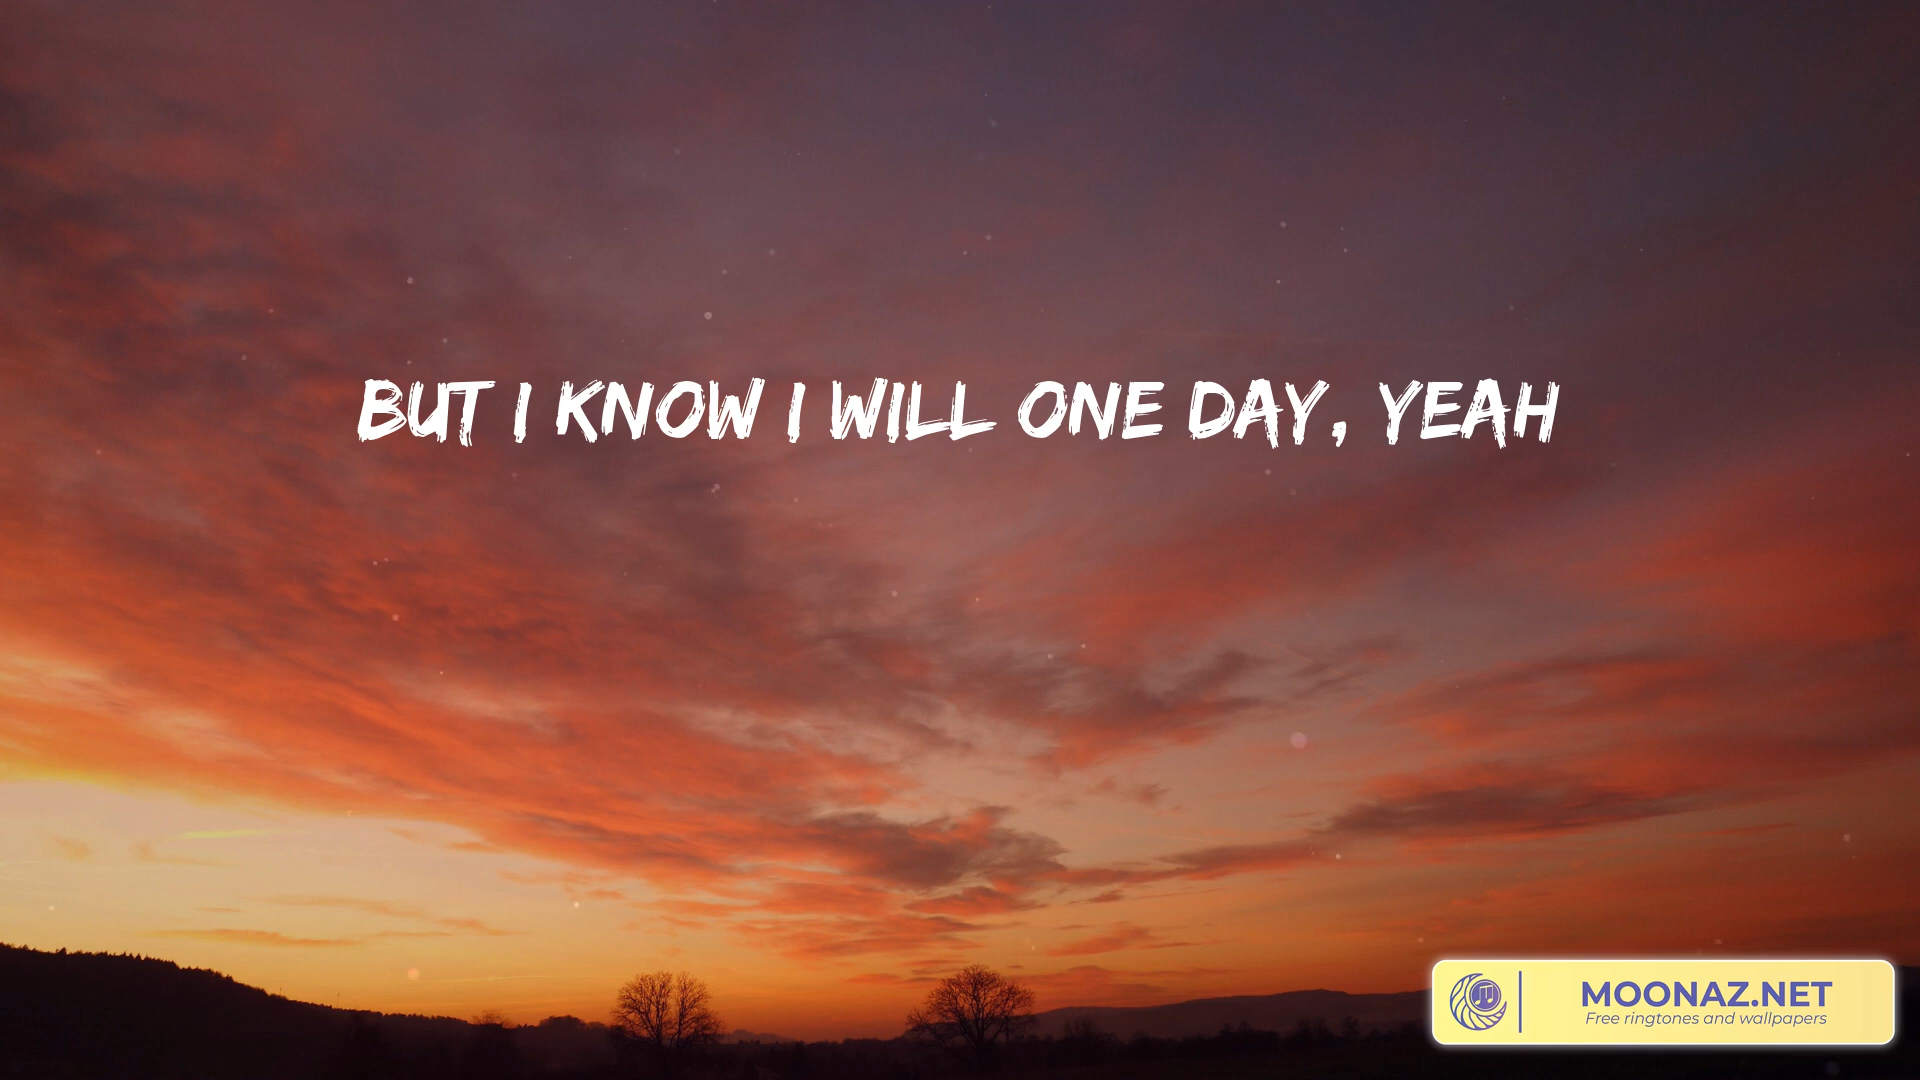 BUT I KNOW I WILL ONE DAY, YEAH
MOONAZ.NET
Free ringtones and wallpapers